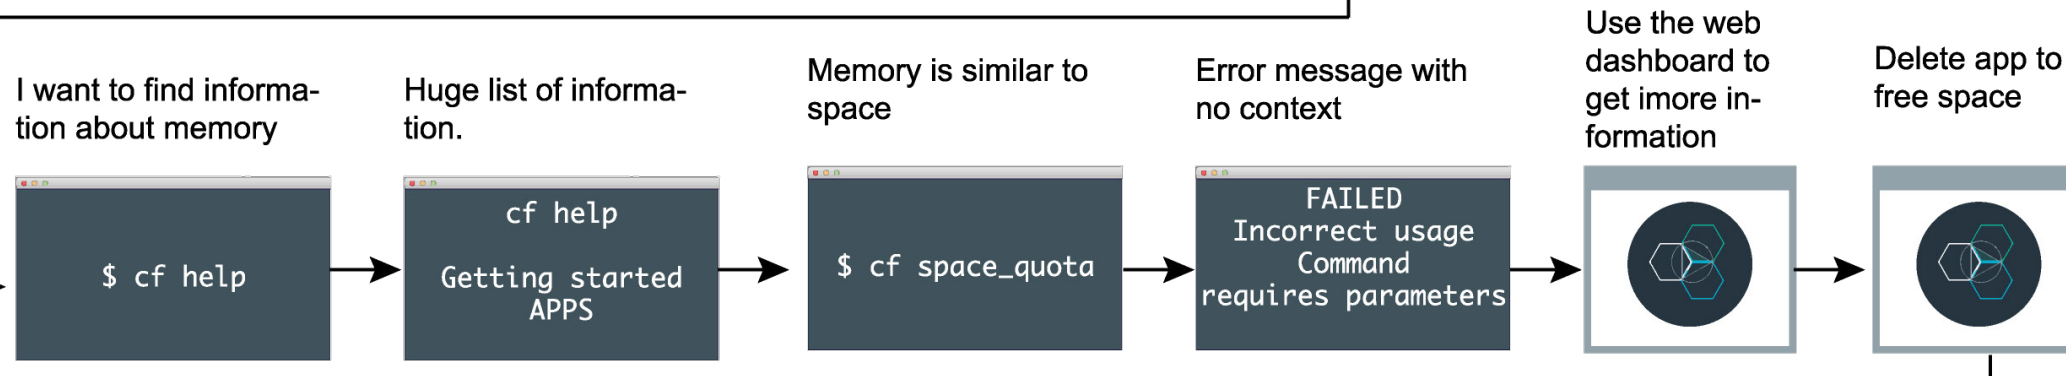 I want to find informa-
tion about memory
$ cf help
Huge list of informa-
tion.
cf help
Getting started
APPS
Memory is similar to
space
$ cf space_quota
Error message with
no context
FAILED
Incorrect usage
Command
requires parameters
Use the web
dashboard to
get imore in-
formation
Delete app to
free space